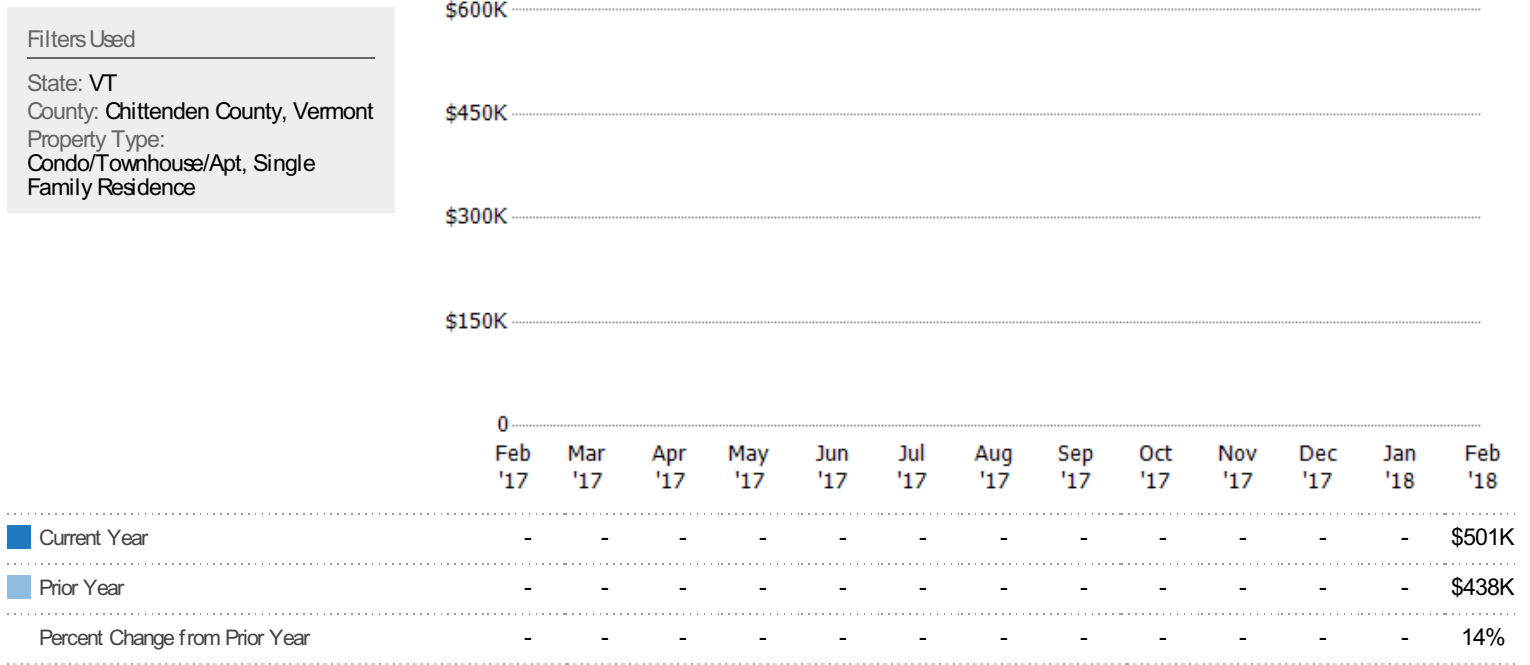 Filters Used
State: VT
County: Chittenden County, Vermont
Property Type:
Condo/Townhouse/Apt, Single
Family Residence
$600K
$450K
$300K
$150K
0
Feb Mar Apr May Jun Jul Aug Sep Oct Nov Dec Jan Feb
'17 '17 '17 '17 '17 '17 '17 '17 '17 '17 '17 '18 '18
Current Year - - - - - - - - - - - - $501K
Prior Year - - - - - - - - - - - - $438K
Percent Change from Prior Year - - - - - - - - - - - - 14%